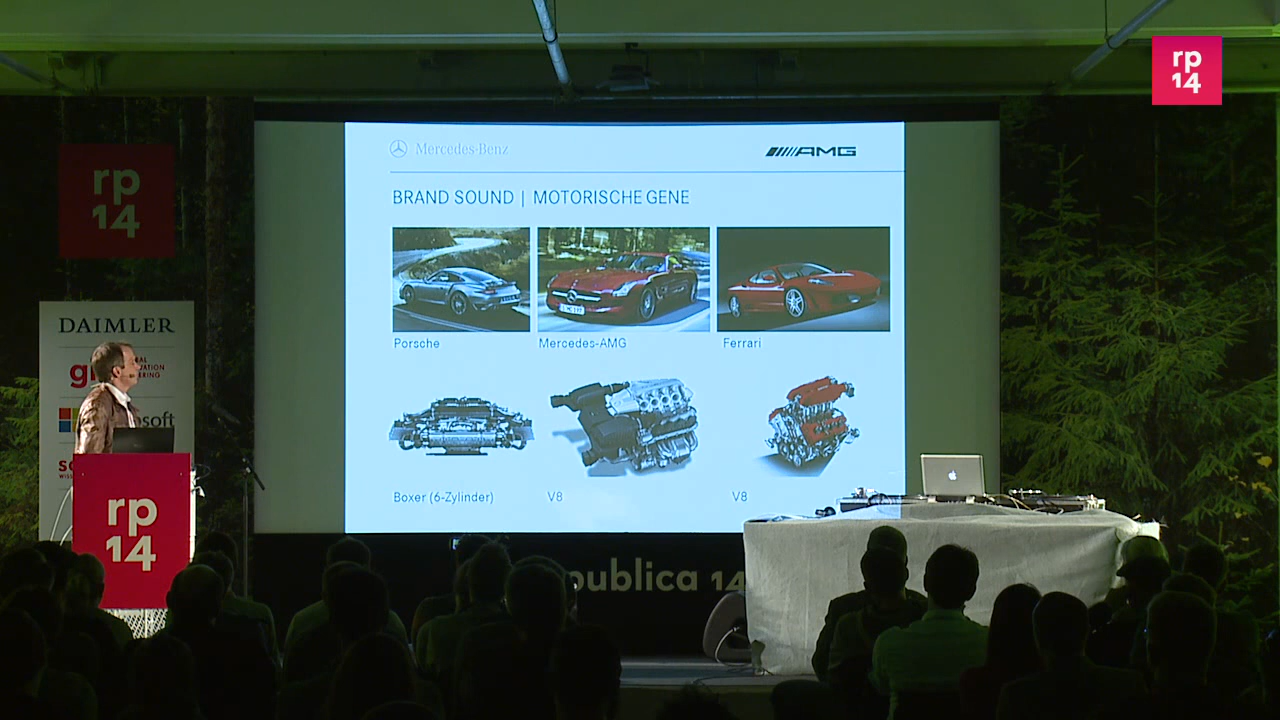 rp
14
rp
14
DAIMLER
Mercedes-Benz
AMG
BRAND SOUND | MOTORISCHE GENE
Porsche
Mercedes-AMG
Ferrari
Boxer (6-Zylinder)
V8
V8
rp
14
publica 14